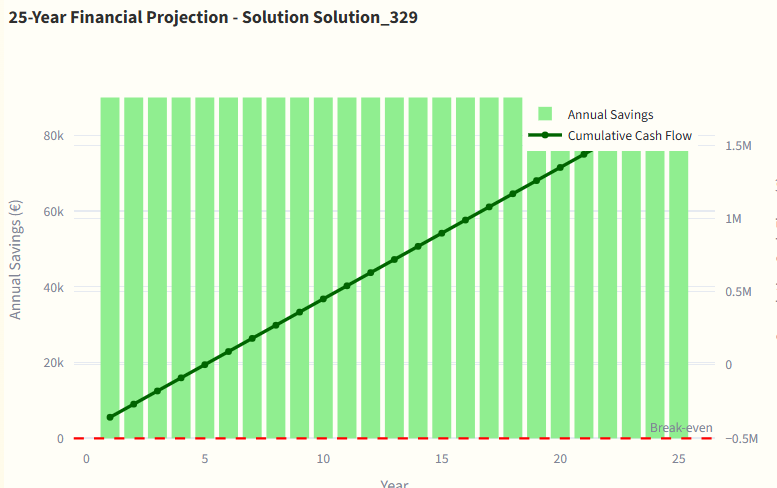 25-Year Financial Projection - Solution Solution_329
Annual Savings
Cumulative Cash Flow
80k
60k
40k
20k
0
Annual Savings (€)
1.5M
1M
0.5M
0
−0.5M
Break-even
0
5
10
15
20
25
Year